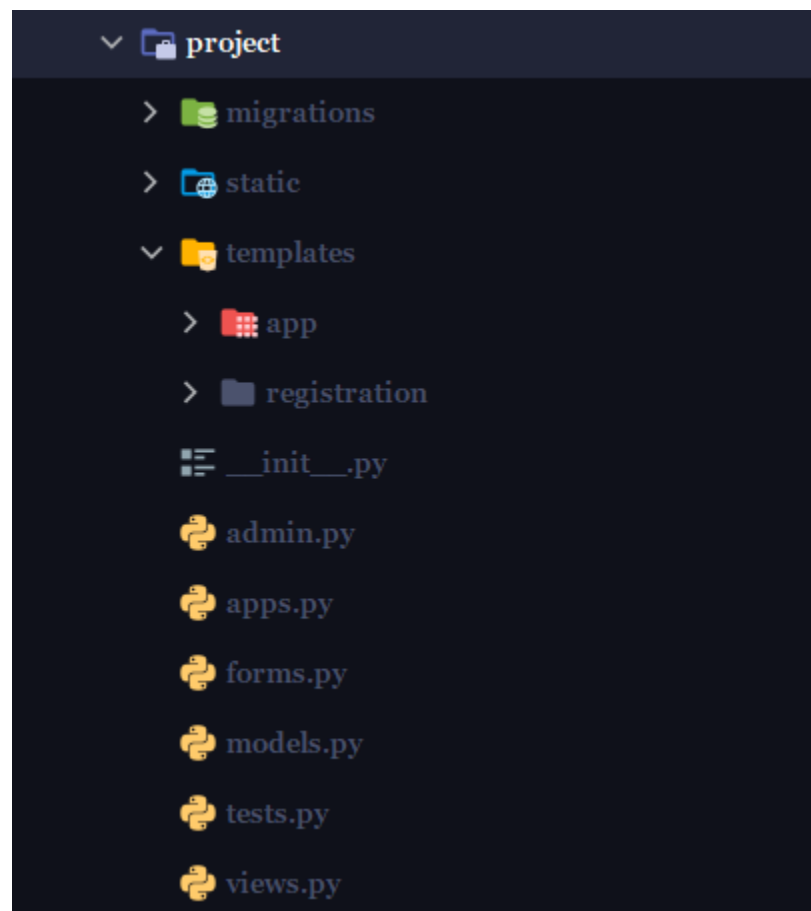 project
migrations
static
templates
app
registration
__init__.py
admin.py
apps.py
forms.py
models.py
tests.py
views.py